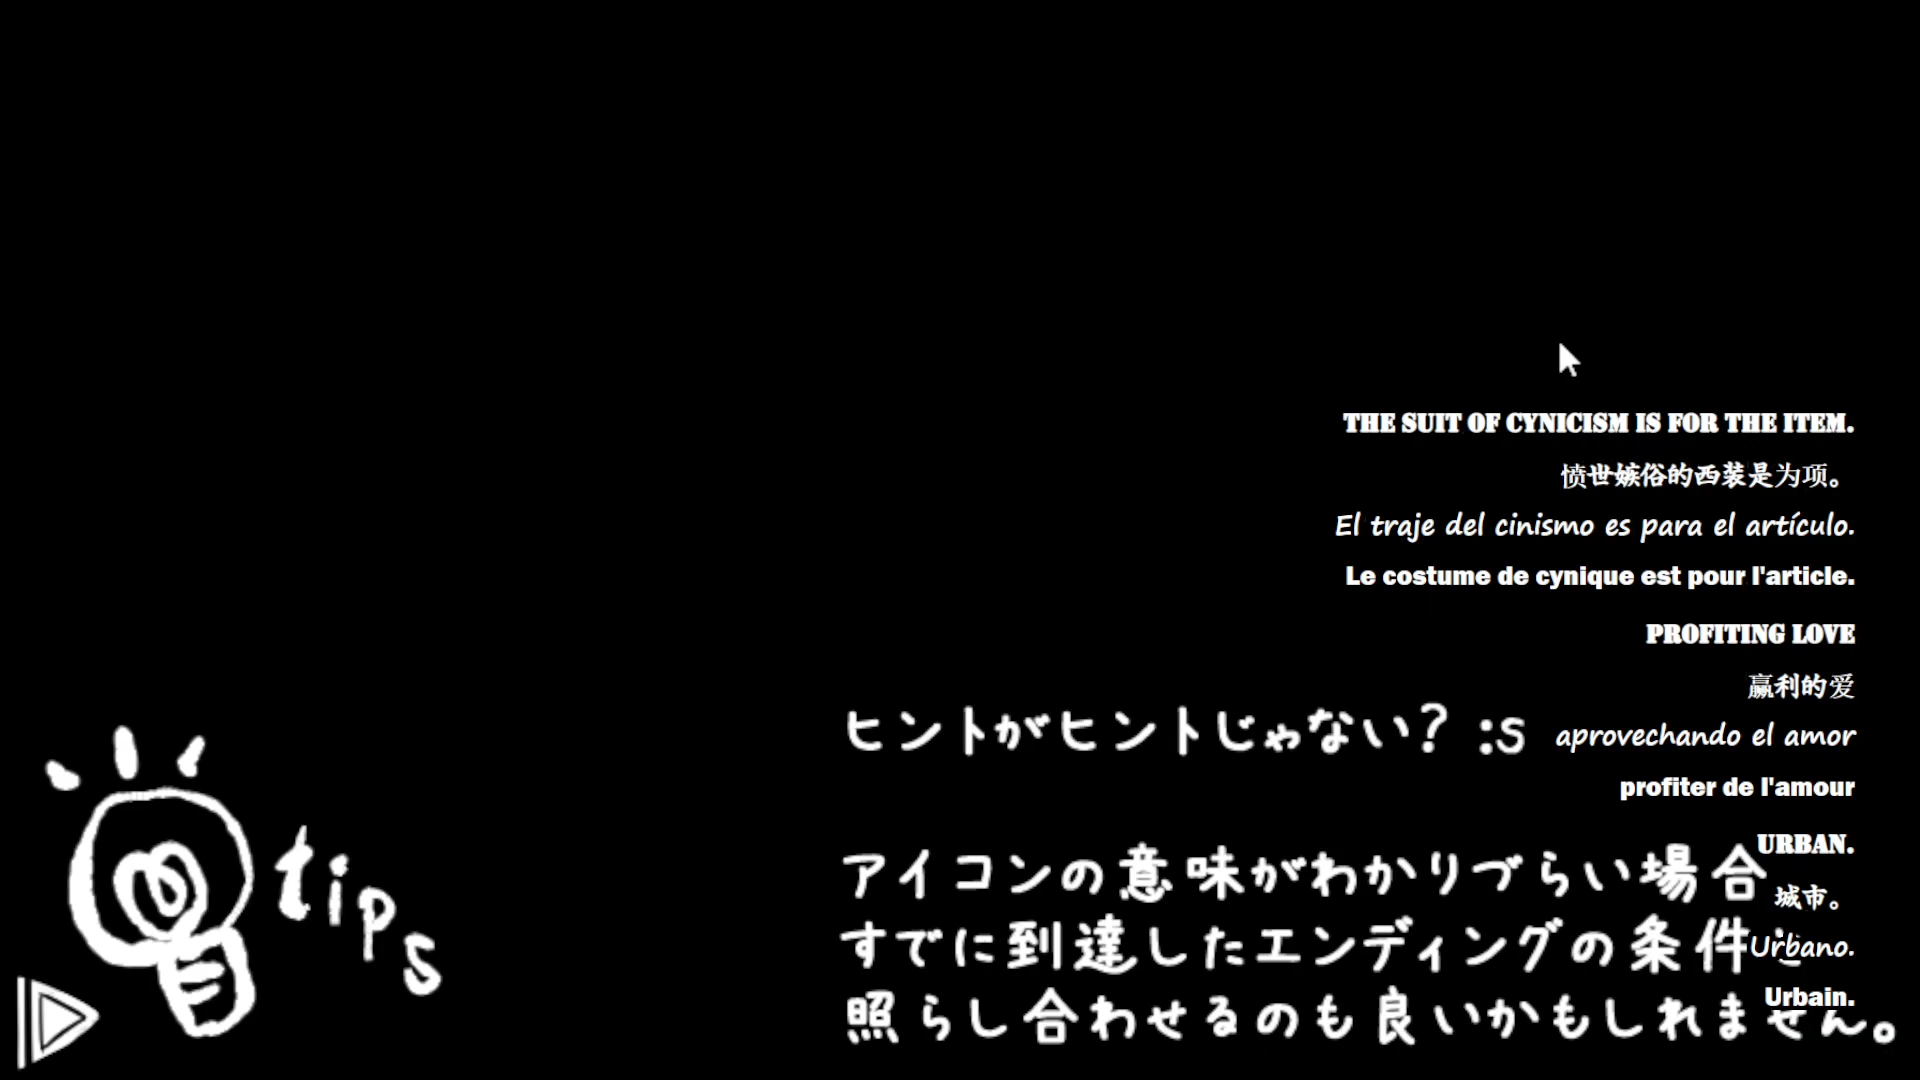 THE SUIT OF CYNICISM IS FOR THE ITEM.
愤世嫉俗的西装是为项。
El traje del cinismo es para el artículo.
Le costume de cynique est pour l'article.
PROFITING LOVE
赢利的爱
aprovechando el amor
profiter de l'amour
URBAN.
城市。
Urbano.
Urbain.
ヒントがヒントじゃない? :S
アイコンの意味がわかりづらい場合
すでに到達したエンディングの条件
照らし合わせるのも良いかもしれません。
tips